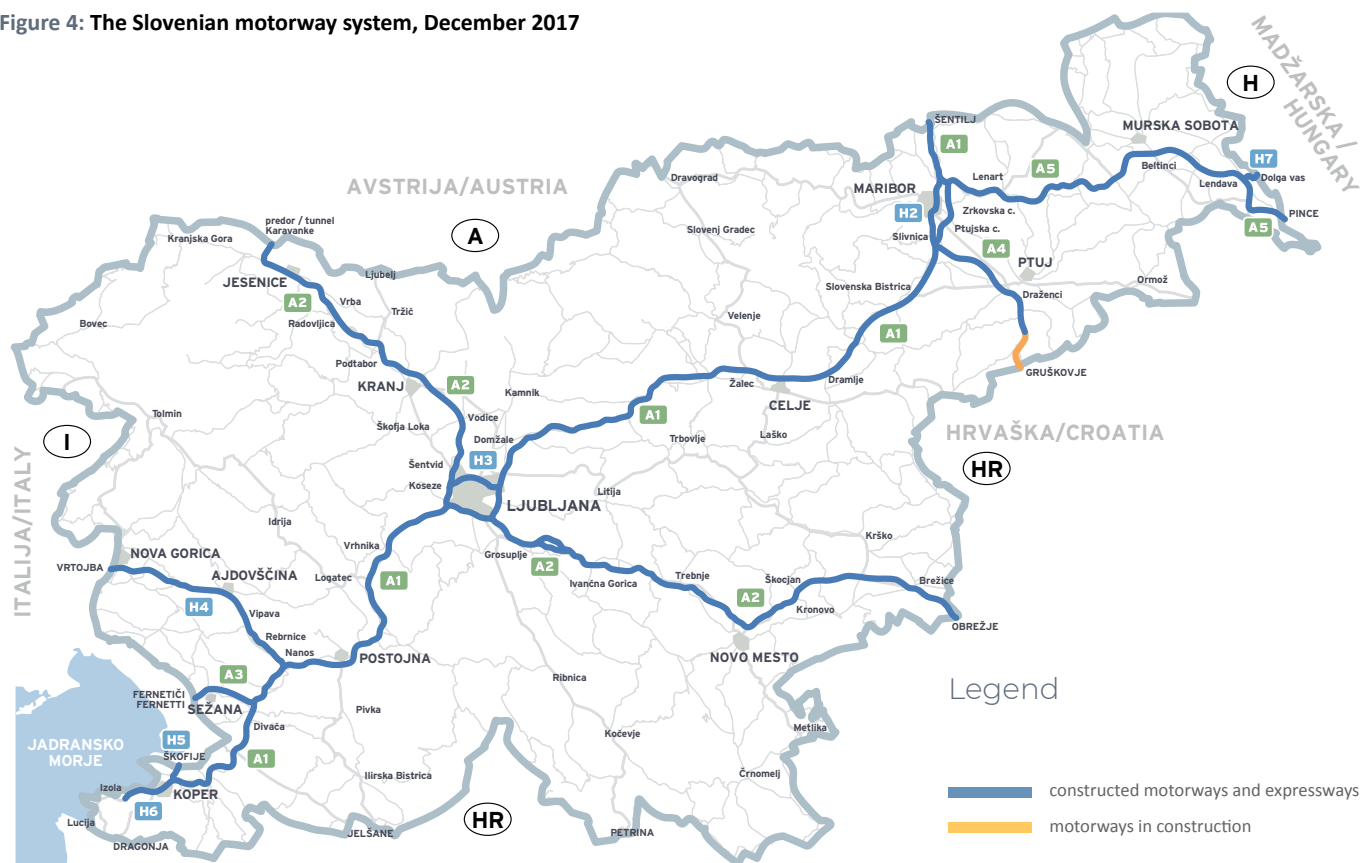 Figure 4: The Slovenian motorway system, December 2017
MADŽARSKA /
HUNGARY
H
ŠENTILJ
MURSKA SOBOTA
A1
A5
H7
Beltinci
Dravograd
Lenart
Dolga vas
AVSTRIJA/AUSTRIA
MARIBOR
Lendava
H2
Zrkovska c.
PINCE
predor / tunnel
Karavanke
A
Slovenj Gradec
Ptujska c.
A5
Kranjska Gora
Slivnica
A4
PTUJ
Ljubelj
JESENICE
Slovenska Bistrica
Ormož
A2
Vrba
Draženci
Tržič
Velenje
Bovec
Radovljica
A1
Podtabor
GRUŠKOVJE
KRANJ
A2
Kamnik
Žalec
Dramlje
CELJE
Tolmin
Vodice
A1
Škofja Loka
Domžale
Trbovlje
Laško
HRVAŠKA/CROATIA
I
H3
HR
Šentvid
Koseze
Litija
LJUBLJANA
ITALIJA/ITALY
Idrija
Krško
Vrhnika
NOVA GORICA
Grosuplje
VRTOJBA
AJDOVŠČINA
Logatec
A2
Ivančna Gorica
Trebnje
Škocjan
Brežice
A1
H4
A2
Kronovo
Vipava
OBREŽJE
Rebrnice
Nanos
POSTOJNA
NOVO MESTO
A3
Ribnica
FERNETIČI
FERNETTI
SEŽANA
Pivka
Legend
Divača
Metlika
JADRANSKO
MORJE
H5
Kočevje
ŠKOFIJE
A1
Ilirska Bistrica
Črnomelj
Izola
KOPER
constructed motorways and expressways
H6
Lucija
HR
JELŠANE
PETRINA
motorways in construction
DRAGONJA